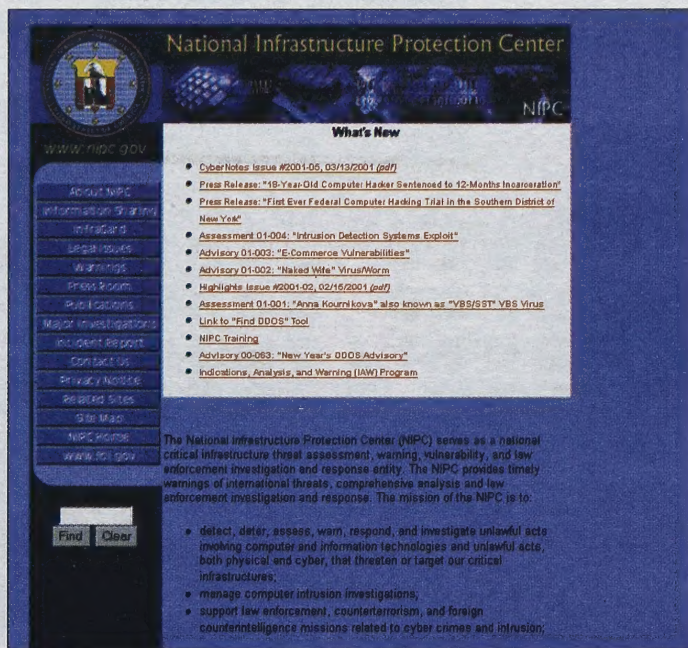 National Infrastructure Protection Center
NIPC
www.nipc.gov
What's New
CyberNotes Issue #2001-05, 03/13/2001 (pdf)
Press Release: "18-Year-Old Computer Hacker Sentenced to 12-Months Incarceration"
Press Release: "First Ever Federal Computer Hacking Trial in the Southern District of
New York"
Assessment 01-004: "Intrusion Detection Systems Exploit"
Advisory 01-003: "E-Commerce Vulnerabilities"
Advisory 01-002: "Naked Wife" Virus/Worm
Highlights Issue #2001-02, 02/15/2001 (pdf)
Assessment 01-001: "Anna Kournikova" also known as "VBS/SST" VBS Virus
Link to "Find DDOS" Tool
NIPC Training
Advisory 00-063: "New Year's DDOS Advisory"
Indications, Analysis, and Warning (IAW) Program
About NIPC
Information Sharing
InfraGard
Legal Issues
Warnings
Press Room
Publications
Major Investigations
Incident Report
Contact Us
Privacy Notice
Related Sites
Site Map
NIPC Home
www.fbi.gov
Find Clear
The National Infrastructure Protection Center (NIPC) serves as a national
critical infrastructure threat assessment, warning, vulnerability, and law
enforcement investigation and response entity. The NIPC provides timely
warnings of international threats, comprehensive analysis and law
enforcement investigation and response. The mission of the NIPC is to:
detect, deter, assess, warn, respond, and investigate unlawful acts
involving computer and information technologies and unlawful acts,
both physical and cyber, that threaten or target our critical
infrastructures;
manage computer intrusion investigations;
support law enforcement, counterterrorism, and foreign
counterintelligence missions related to cyber crimes and intrusion;